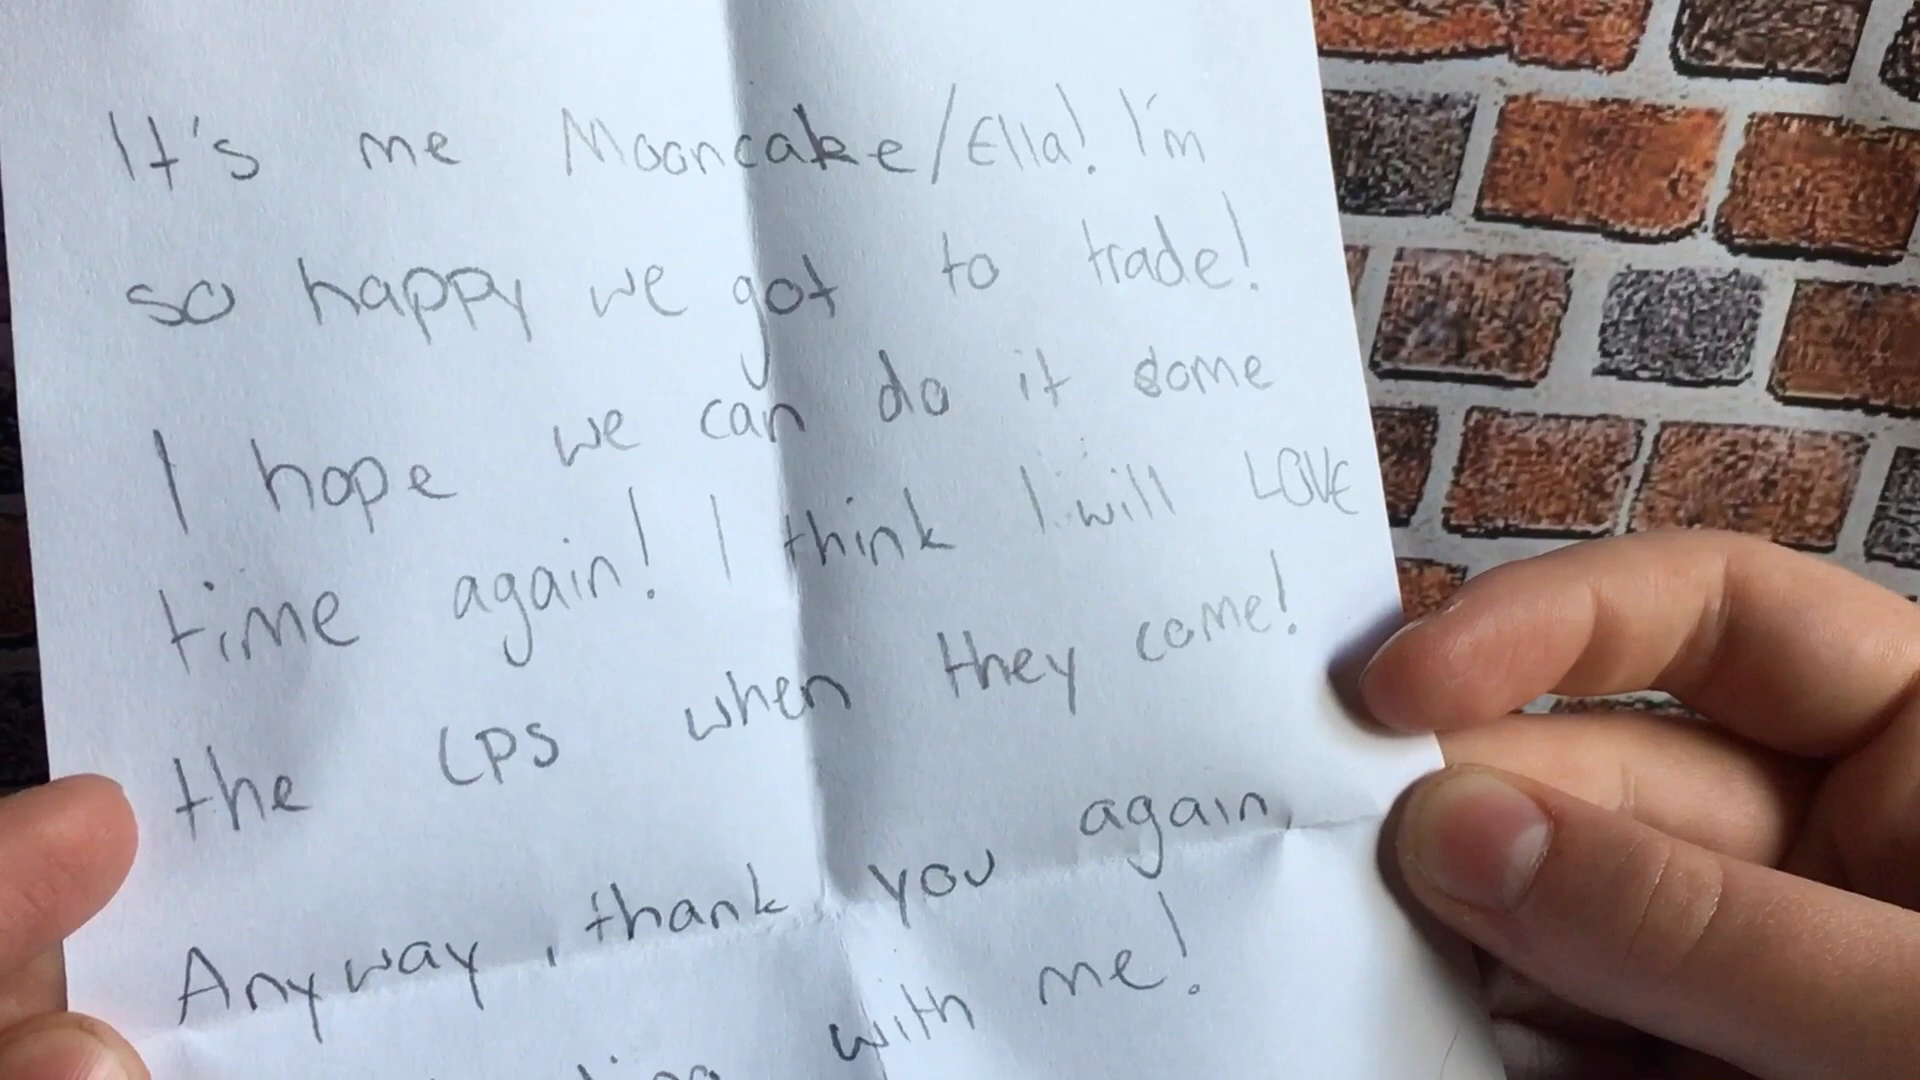 It's me Mooncake/Ella! I'm
so happy we got to trade!
I hope we can do it some
time again! I think I will LOVE
the LPS when they come!
Anyway, thank you again,
with me!